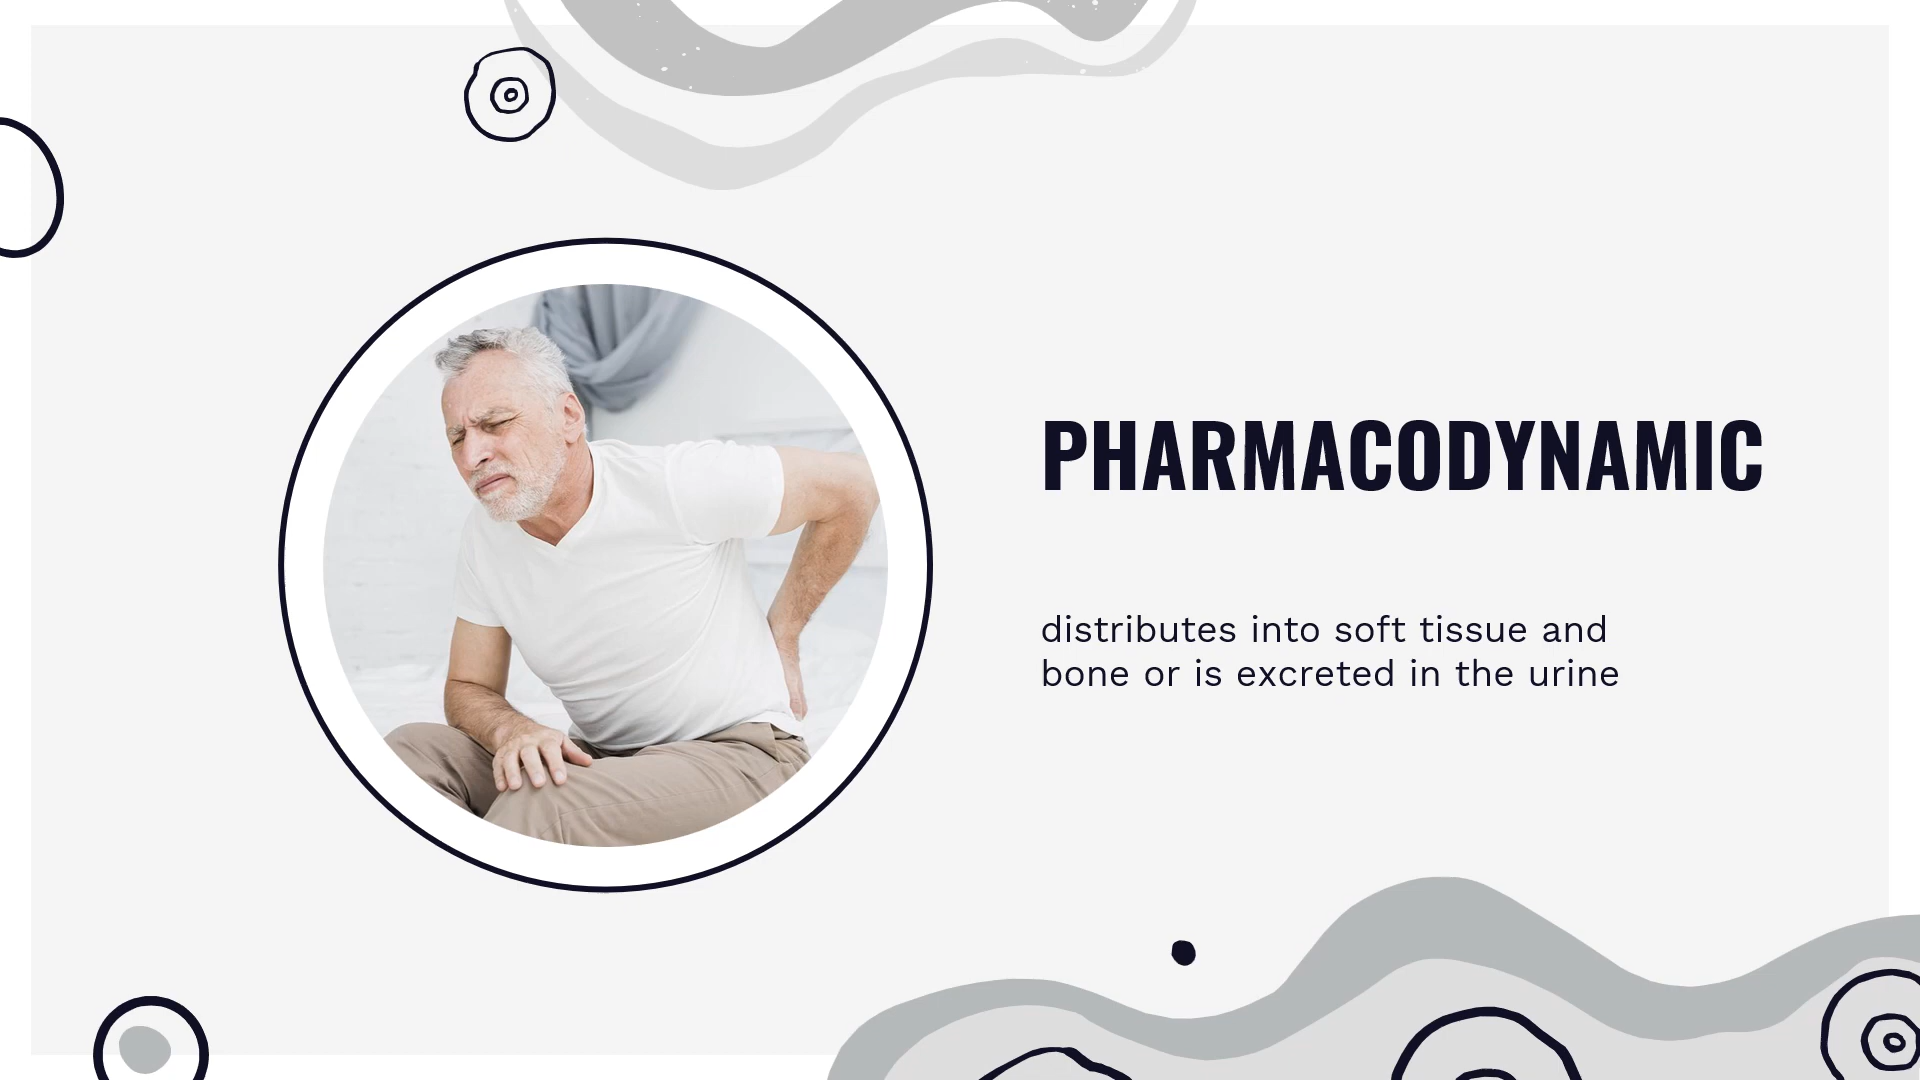 PHARMACODYNAMIC
distributes into soft tissue and
bone or is excreted in the urine